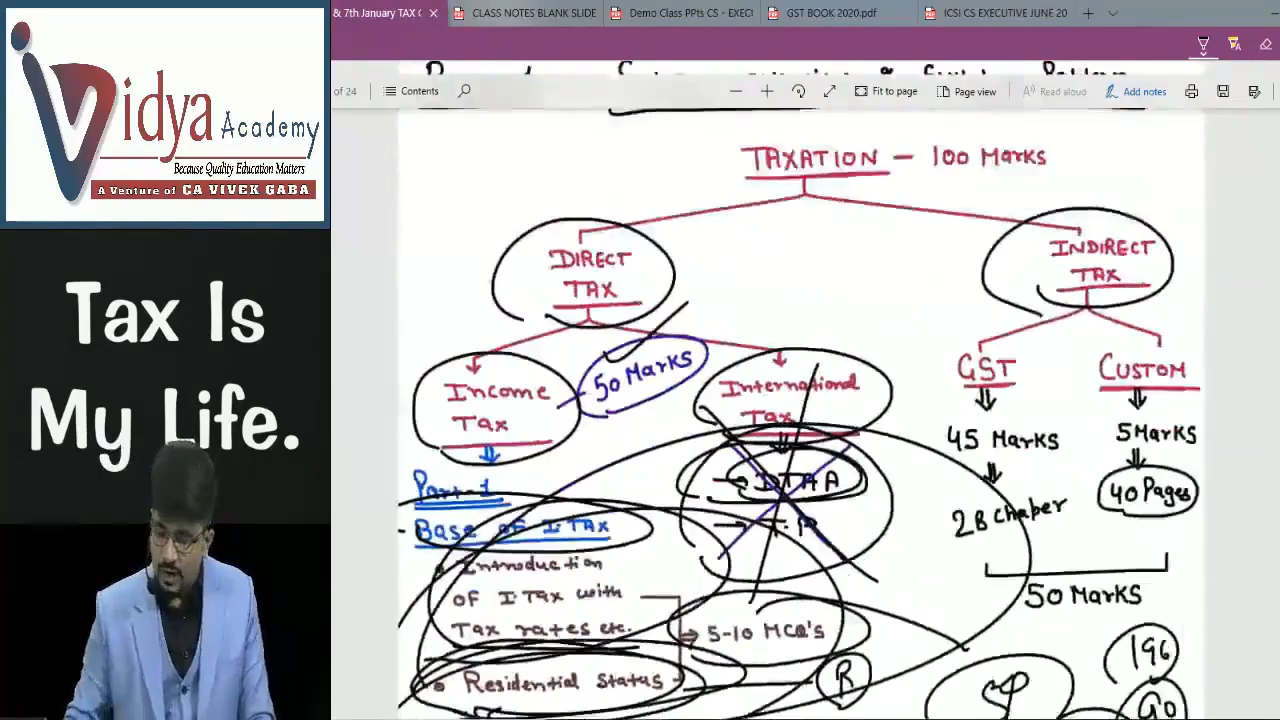 & 7th January TAX C
CLASS NOTES BLANK SLIDE
Demo Class PPts CS - EXECU
GST BOOK 2020.pdf
ICSI CS EXECUTIVE JUNE 20
of 24
Contents
Fit to page
Page view
Read aloud
Add notes
Vidya Academy
Because Quality Education Matters
A Venture of CA VIVEK GABA
Tax Is
My Life.
TAXATION - 100 Marks
DIRECT
TAX
INDIRECT
TAX
Income
Tax
50 Marks
International
Tax
GST
CUSTOM
45 Marks
5 Marks
→ DTAA
→ T.P
28 Chaper
40 Pages
50 Marks
Part-1
Base of I.TAX
• Introduction
OF I.Tax with
Tax rates etc.
⇒ 5-10 MCQ's
• Residential Status
R
196